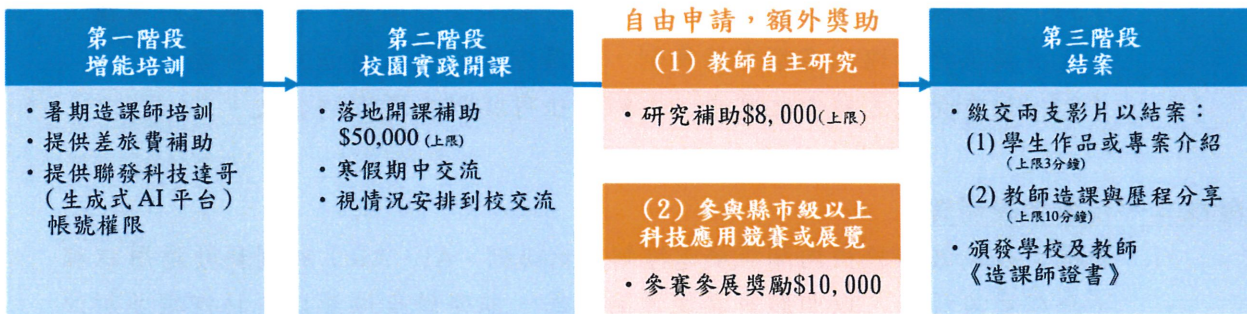 第一階段
增能培訓
・暑期造課師培訓
・提供差旅費補助
・提供聯發科技達哥
(生成式 AI 平台)
帳號權限
第二階段
校園實踐開課
・落地開課補助
$50,000 (上限)
・寒假期中交流
・視情況安排到校交流
自由申請，額外獎助
(1) 教師自主研究
・研究補助$8,000(上限)
(2) 參與縣市級以上
科技應用競賽或展覽
・參賽參展獎勵$10,000
第三階段
結案
・繳交兩支影片以結案：
(1) 學生作品或專案介紹
(上限3分鐘)
(2) 教師造課與歷程分享
(上限10分鐘)
・頒發學校及教師
《造課師證書》